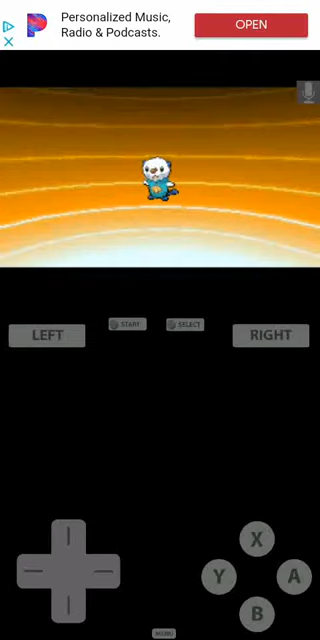 Personalized Music,
Radio & Podcasts.
OPEN
LEFT
START
SELECT
RIGHT
X
Y
A
B
MENU